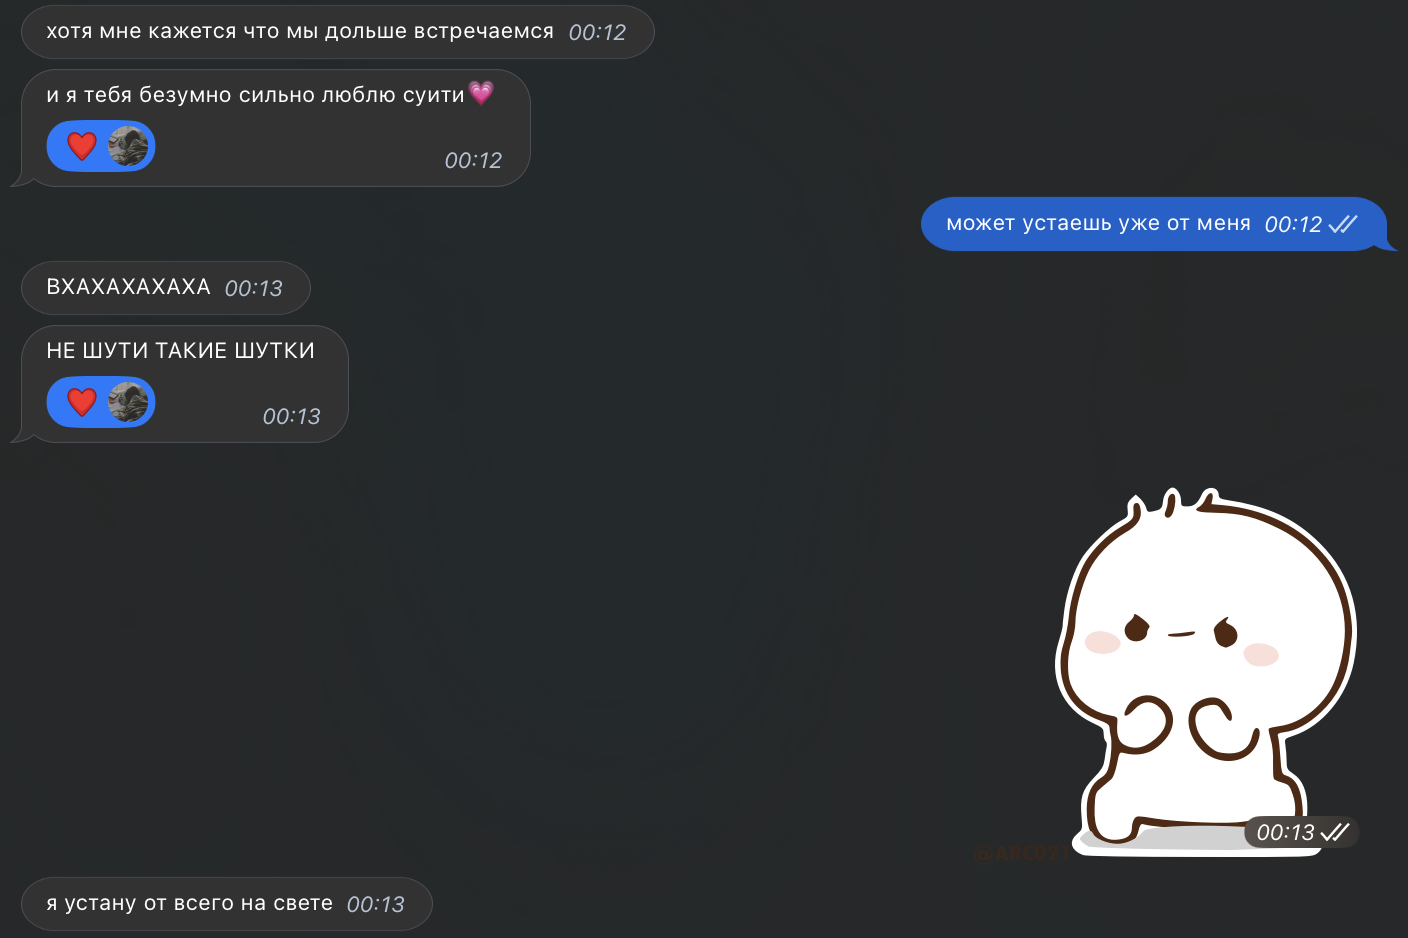 хотя мне кажется что мы дольше встречаемся 00:12
и я тебя безумно сильно люблю суити💗
❤️
00:12
может устаешь уже от меня 00:12
ВХАХАХАХАХА 00:13
НЕ ШУТИ ТАКИЕ ШУТКИ
❤️
00:13
00:13
я устану от всего на свете 00:13